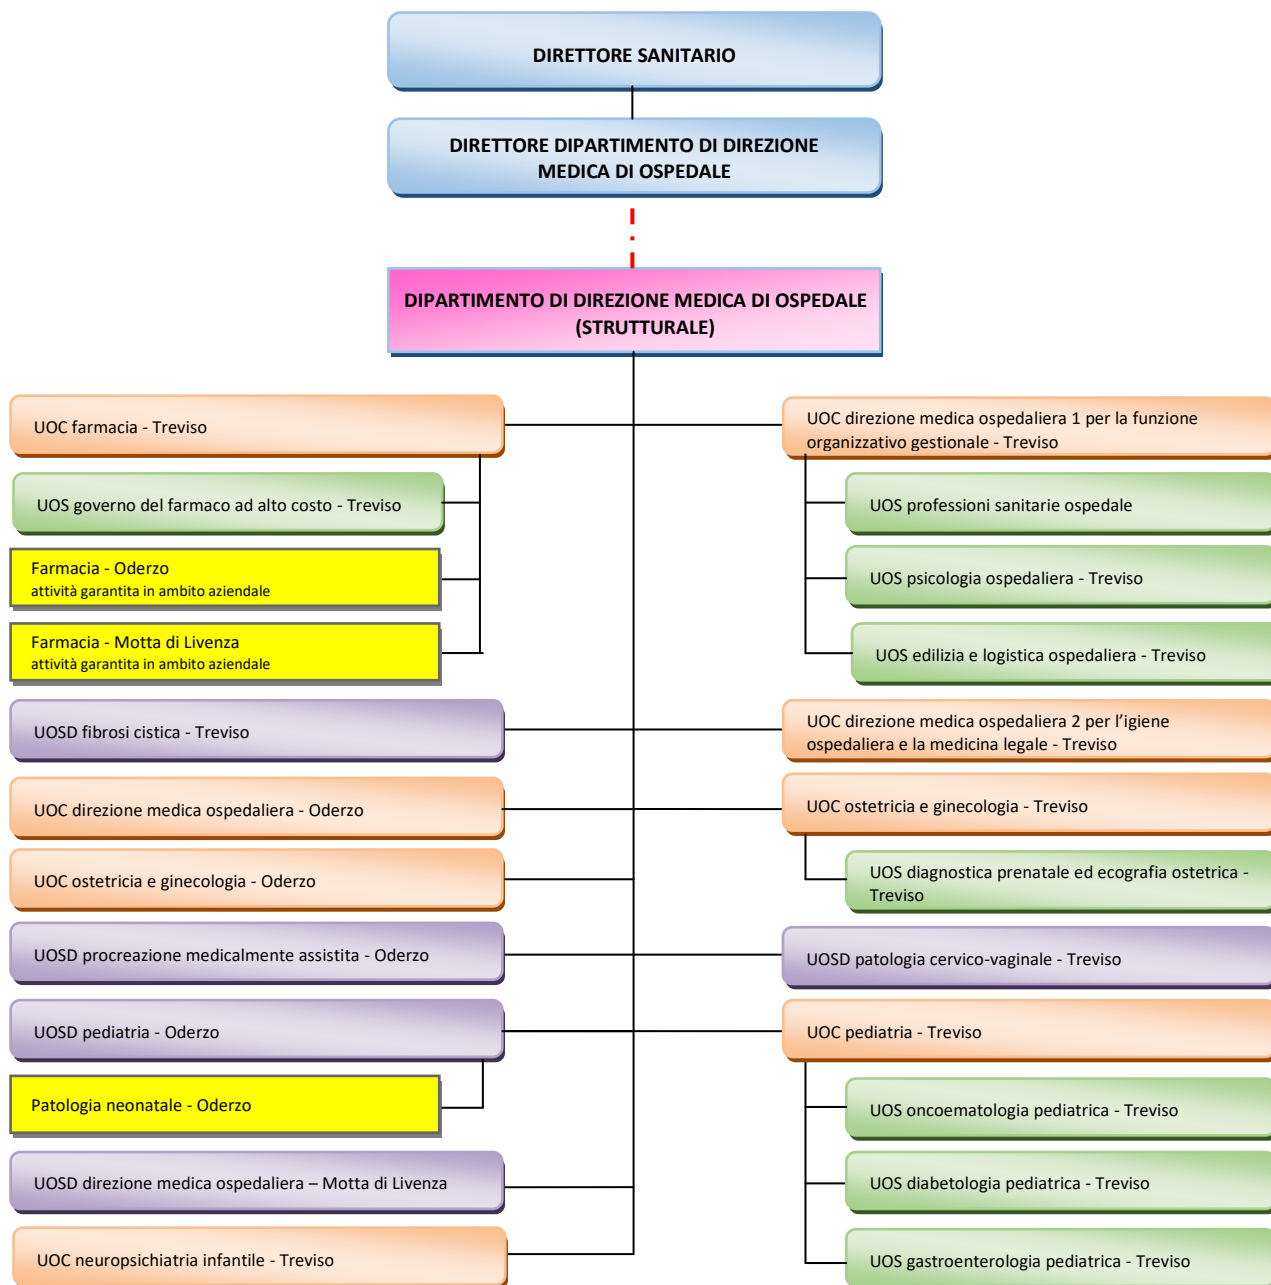 DIRETTORE SANITARIO
DIRETTORE DIPARTIMENTO DI DIREZIONE
MEDICA DI OSPEDALE
DIPARTIMENTO DI DIREZIONE MEDICA DI OSPEDALE
(STRUTTURALE)
UOC farmacia - Treviso
UOS governo del farmaco ad alto costo - Treviso
Farmacia - Oderzo
attività garantita in ambito aziendale
Farmacia - Motta di Livenza
attività garantita in ambito aziendale
UOSD fibrosi cistica - Treviso
UOC direzione medica ospedaliera - Oderzo
UOC ostetricia e ginecologia - Oderzo
UOSD procreazione medicalmente assistita - Oderzo
UOSD pediatria - Oderzo
Patologia neonatale - Oderzo
UOSD direzione medica ospedaliera – Motta di Livenza
UOC neuropsichiatria infantile - Treviso
UOC direzione medica ospedaliera 1 per la funzione
organizzativo gestionale - Treviso
UOS professioni sanitarie ospedale
UOS psicologia ospedaliera - Treviso
UOS edilizia e logistica ospedaliera - Treviso
UOC direzione medica ospedaliera 2 per l’igiene
ospedaliera e la medicina legale - Treviso
UOC ostetricia e ginecologia - Treviso
UOS diagnostica prenatale ed ecografia ostetrica -
Treviso
UOSD patologia cervico-vaginale - Treviso
UOC pediatria - Treviso
UOS oncoematologia pediatrica - Treviso
UOS diabetologia pediatrica - Treviso
UOS gastroenterologia pediatrica - Treviso